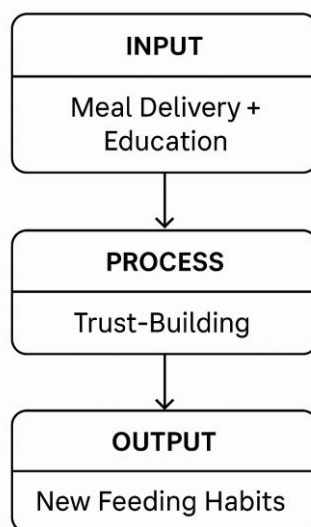 INPUT
Meal Delivery +
Education
PROCESS
Trust-Building
OUTPUT
New Feeding Habits